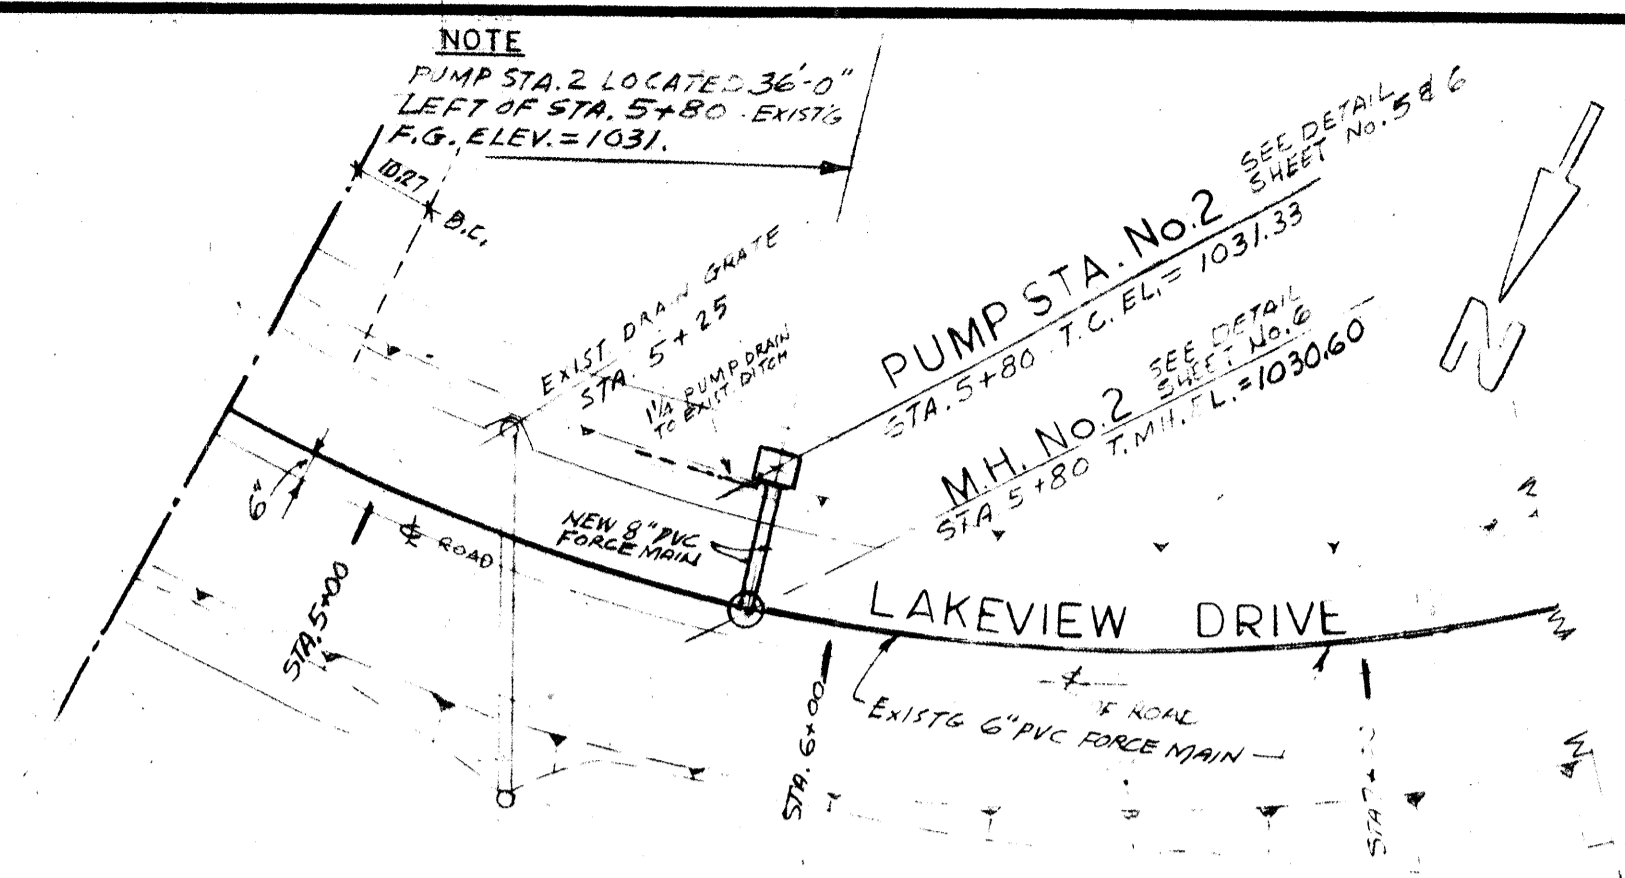 NOTE
PUMP STA. 2 LOCATED 36'-0"
LEFT OF STA. 5+80 - EXIST'G
F.G. ELEV. = 1031.
10.27
B.C.
EXIST DRAIN GRATE
STA. 5+25
1¼ PUMP DRAIN
TO EXIST. DITCH
PUMP STA. No. 2
SEE DETAIL
SHEET No. 5 & 6
STA. 5+80 T.C. EL. = 1031.33
M.H. No. 2
SEE DETAIL
SHEET No. 6
STA 5+80 T.M.H. EL. = 1030.60
N
6"
℄ ROAD
STA. 5+00
NEW 8" PVC
FORCE MAIN
LAKEVIEW DRIVE
℄
OF ROAD
EXIST'G 6" PVC FORCE MAIN
STA. 6+00
STA